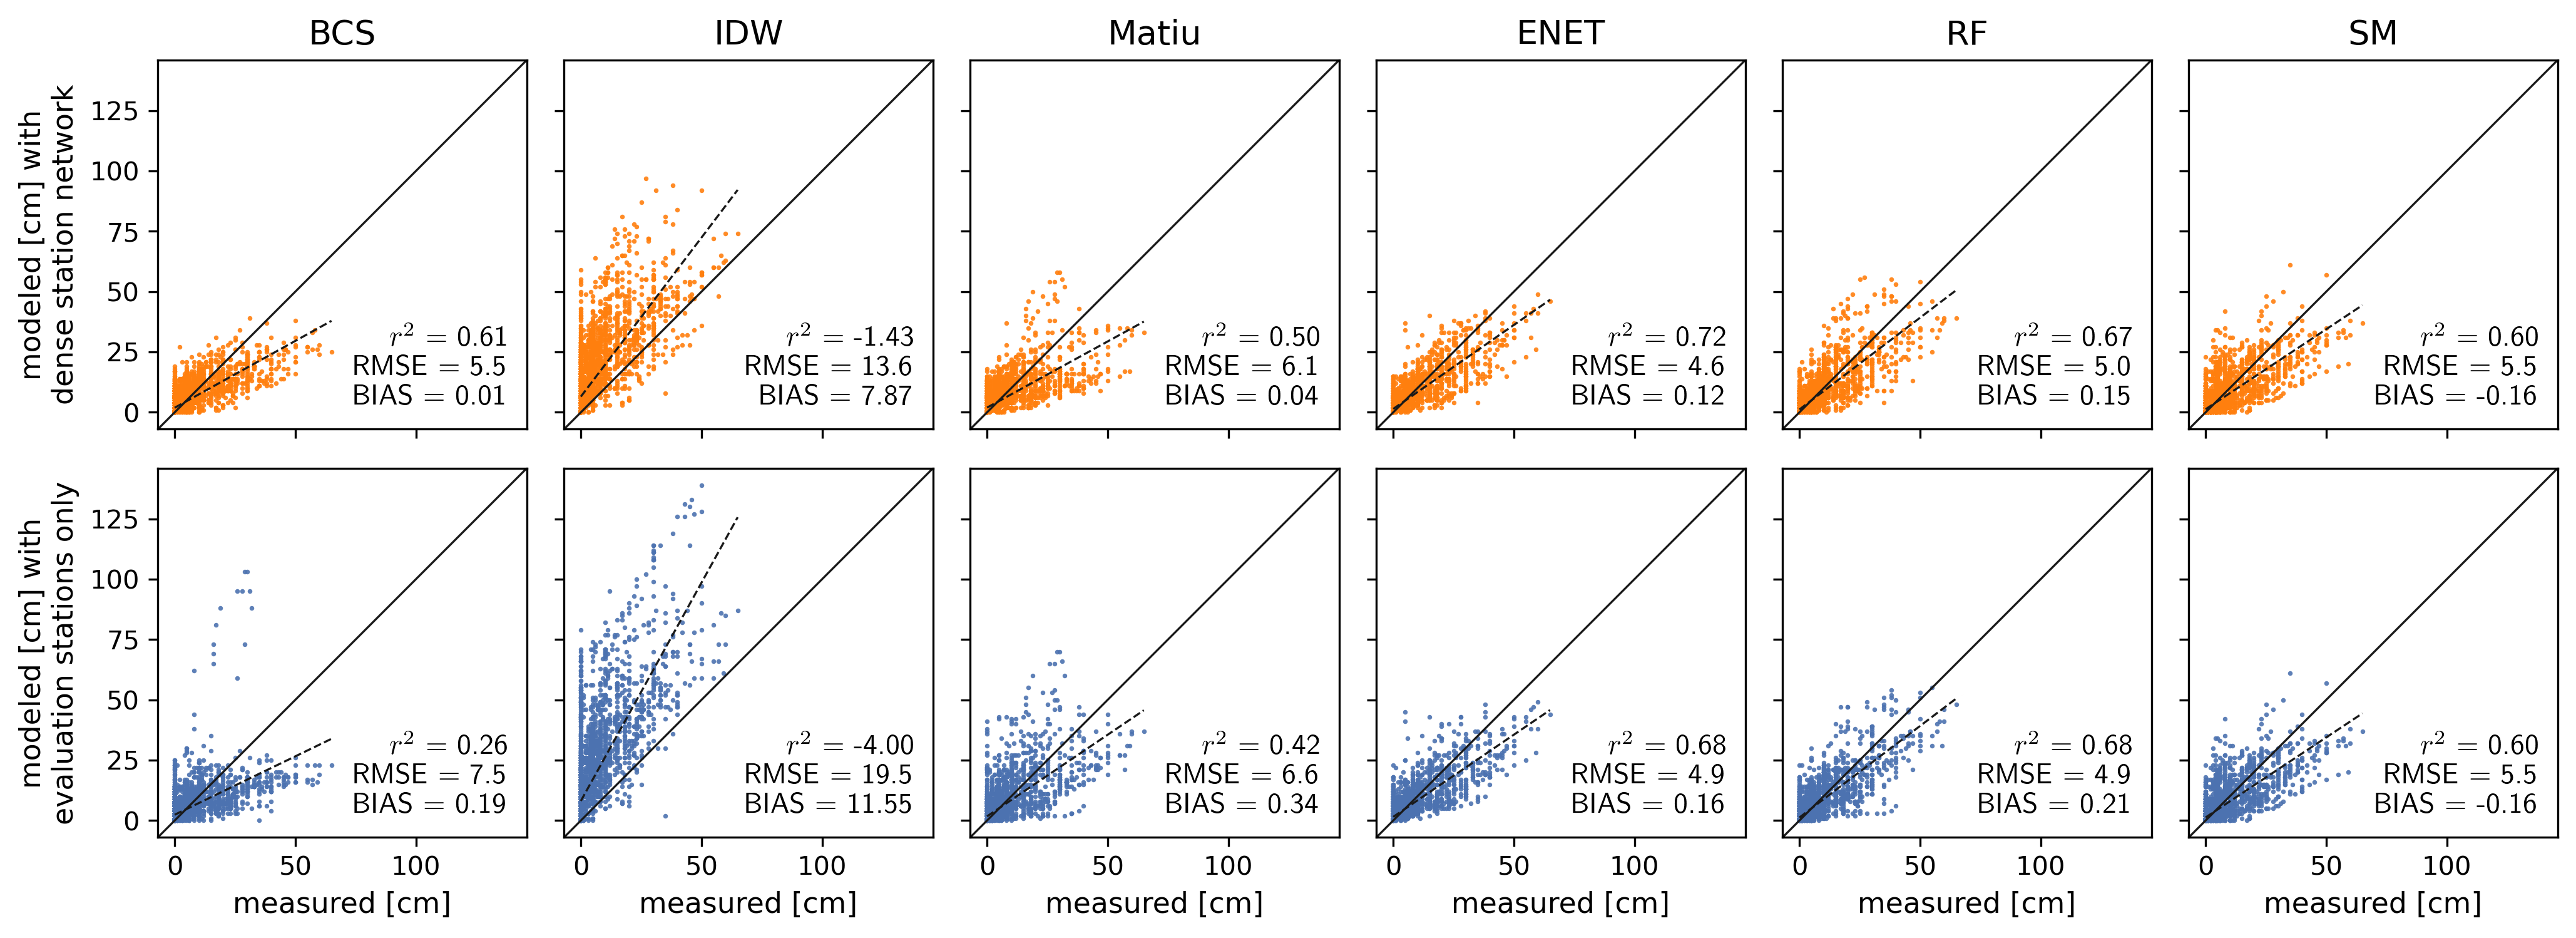 BCS IDW Matiu ENET RF SM
modeled [cm] with
dense station network
125
100
75
50
25
0
r² = 0.61
RMSE = 5.5
BIAS = 0.01
r² = -1.43
RMSE = 13.6
BIAS = 7.87
r² = 0.50
RMSE = 6.1
BIAS = 0.04
r² = 0.72
RMSE = 4.6
BIAS = 0.12
r² = 0.67
RMSE = 5.0
BIAS = 0.15
r² = 0.60
RMSE = 5.5
BIAS = -0.16
modeled [cm] with
evaluation stations only
125
100
75
50
25
0
r² = 0.26
RMSE = 7.5
BIAS = 0.19
r² = -4.00
RMSE = 19.5
BIAS = 11.55
r² = 0.42
RMSE = 6.6
BIAS = 0.34
r² = 0.68
RMSE = 4.9
BIAS = 0.16
r² = 0.68
RMSE = 4.9
BIAS = 0.21
r² = 0.60
RMSE = 5.5
BIAS = -0.16
0 50 100 0 50 100 0 50 100 0 50 100 0 50 100 0 50 100
measured [cm] measured [cm] measured [cm] measured [cm] measured [cm] measured [cm]